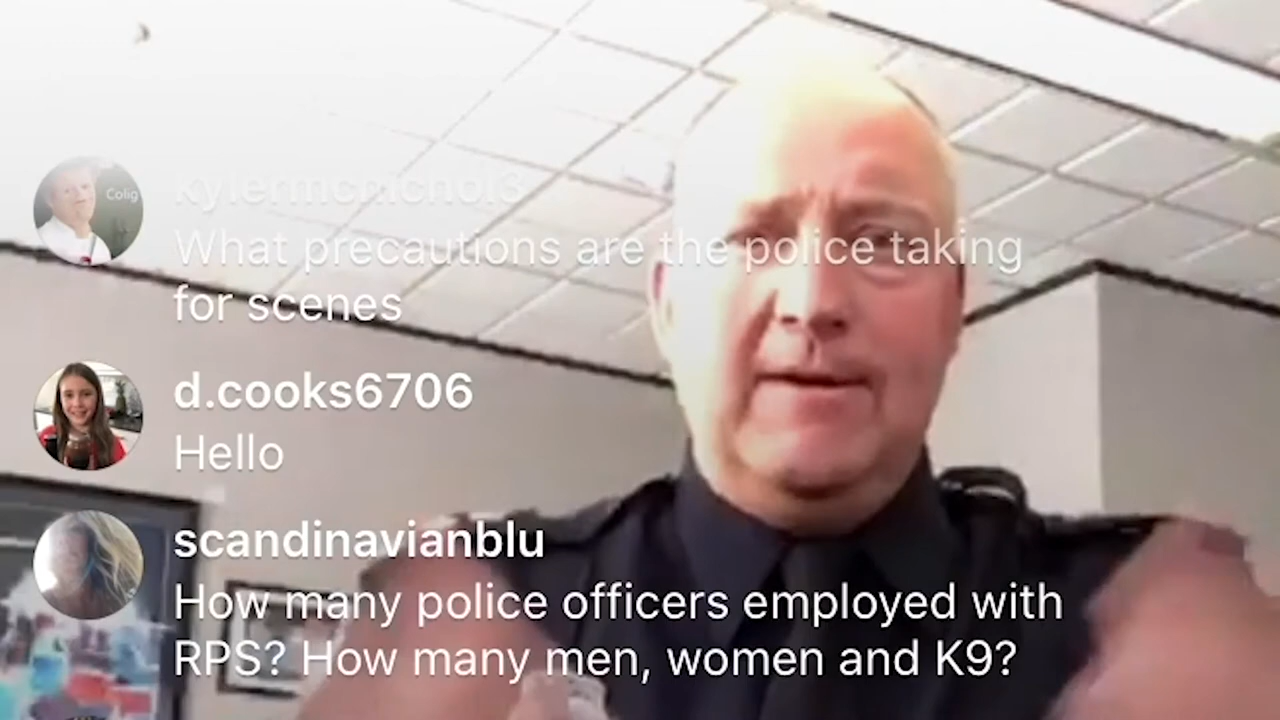 Colig
What precautions are the police taking
for scenes
d.cooks6706
Hello
scandinavianblu
How many police officers employed with
RPS? How many men, women and K9?